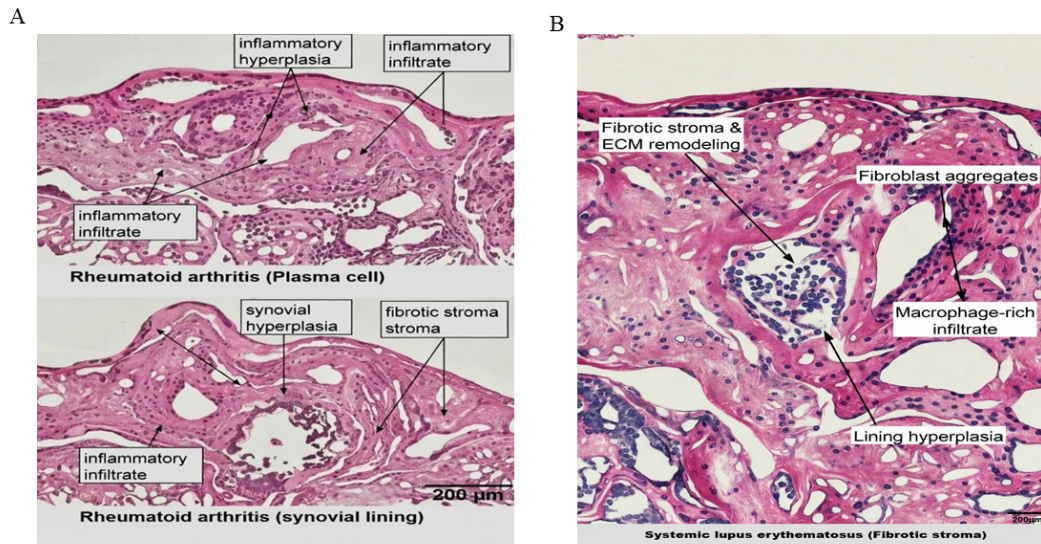 A
inflammatory
hyperplasia
inflammatory
infiltrate
inflammatory
infiltrate
Rheumatoid arthritis (Plasma cell)
synovial
hyperplasia
fibrotic stroma
stroma
inflammatory
infiltrate
200 µm
Rheumatoid arthritis (synovial lining)
B
Fibrotic stroma &
ECM remodeling
Fibroblast aggregates
Macrophage-rich
infiltrate
Lining hyperplasia
200µm
Systemic lupus erythematosus (Fibrotic stroma)